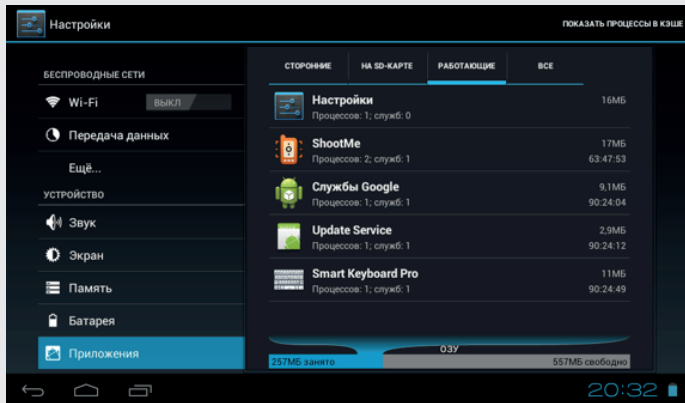 Настройки
ПОКАЗАТЬ ПРОЦЕССЫ В КЭШЕ
БЕСПРОВОДНЫЕ СЕТИ
Wi-Fi
ВЫКЛ
Передача данных
Ещё...
УСТРОЙСТВО
Звук
Экран
Память
Батарея
Приложения
СТОРОННИЕ
НА SD-КАРТЕ
РАБОТАЮЩИЕ
ВСЕ
Настройки
16МБ
Процессов: 1; служб: 0
ShootMe
17МБ
Процессов: 2; служб: 1
63:47:53
Службы Google
9,1МБ
Процессов: 1; служб: 1
90:24:04
Update Service
2,9МБ
Процессов: 1; служб: 1
90:24:12
Smart Keyboard Pro
11МБ
Процессов: 1; служб: 1
90:24:49
ОЗУ
257МБ занято
557МБ свободно
20:32